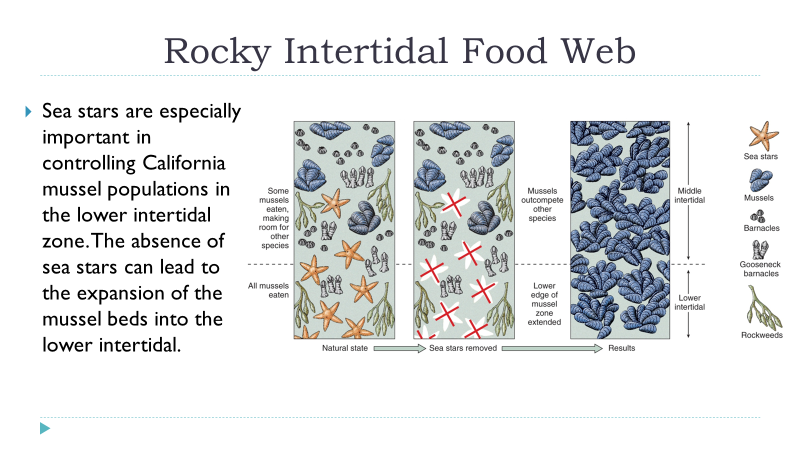 Rocky Intertidal Food Web
Sea stars are especially
important in
controlling California
mussel populations in
the lower intertidal
zone. The absence of
sea stars can lead to
the expansion of the
mussel beds into the
lower intertidal.
Some
mussels
eaten,
making
room for
other
species
All mussels
eaten
Mussels
outcompete
other
species
Lower
edge of
mussel
zone
extended
Middle
intertidal
Lower
intertidal
Natural state
Sea stars removed
Results
Sea stars
Mussels
Barnacles
Gooseneck
barnacles
Rockweeds